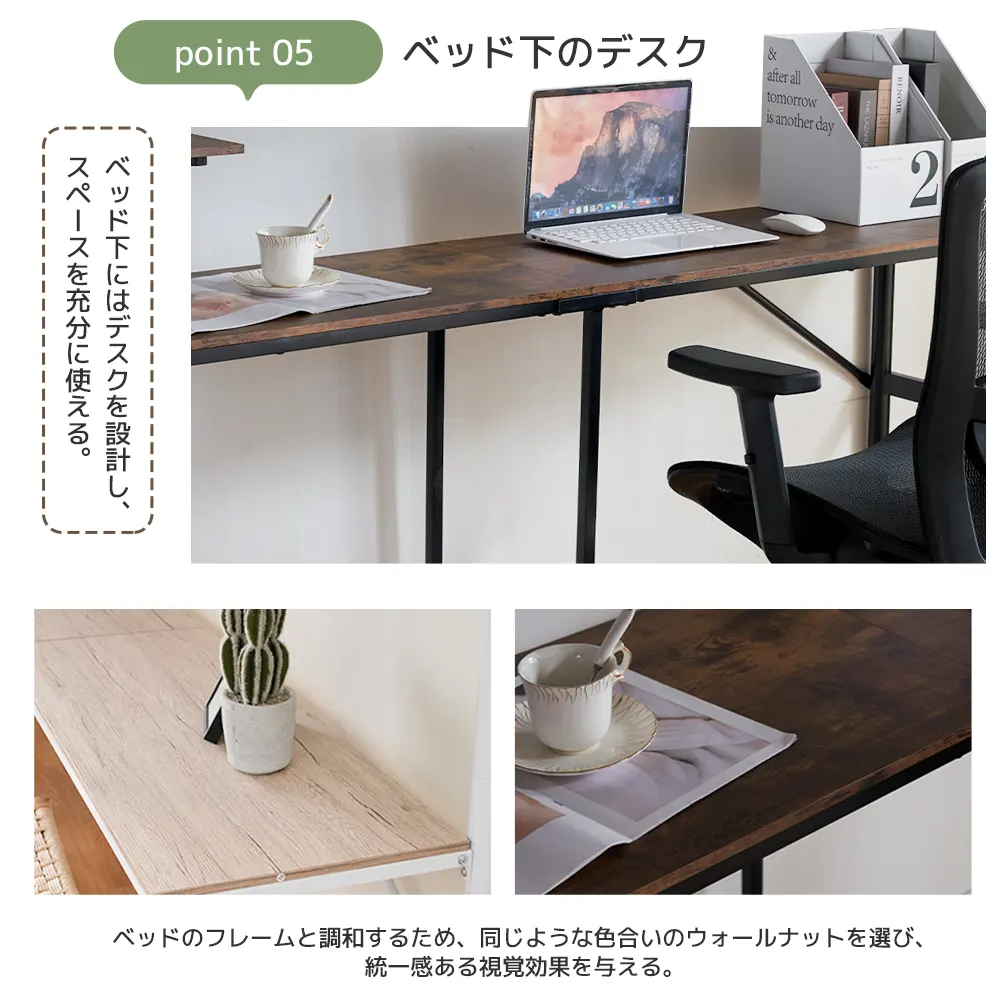 point 05
ベッド下のデスク
ベッド下にはデスクを設計し、
スペースを充分に使える。
&
after all
tomorrow
is another day
RENOIR
2
ベッドのフレームと調和するため、同じような色合いのウォールナットを選び、
統一感ある視覚効果を与える。